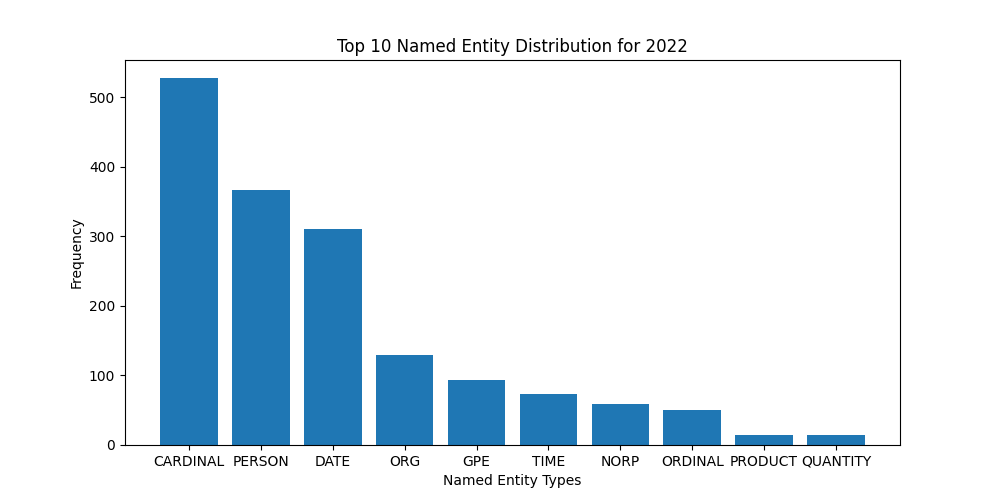 Top 10 Named Entity Distribution for 2022
Frequency
500
400
300
200
100
0
CARDINAL PERSON DATE ORG GPE TIME NORP ORDINAL PRODUCT QUANTITY
Named Entity Types